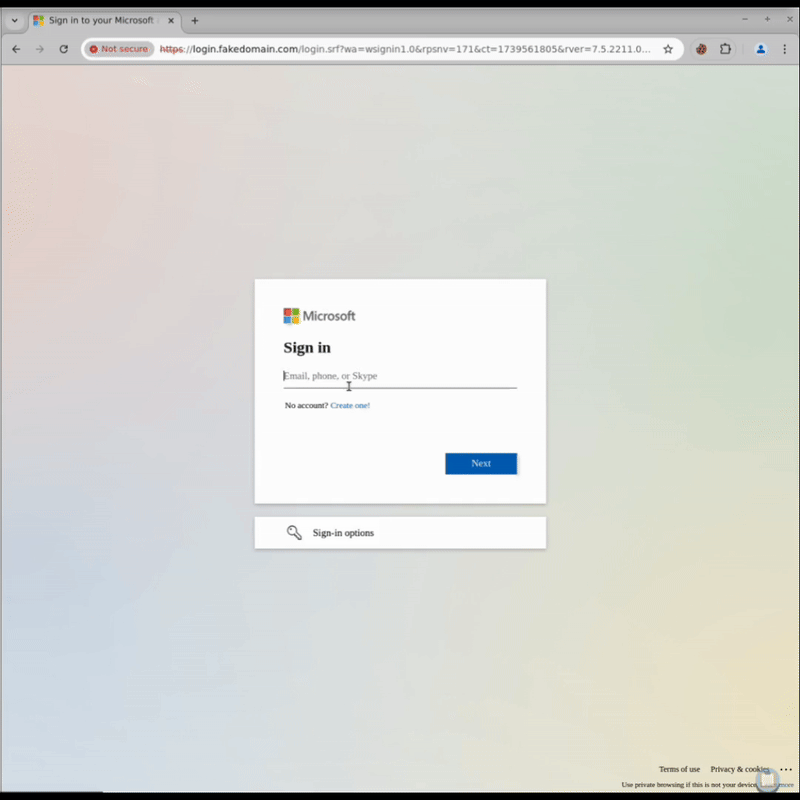 Sign in to your Microsoft
Not secure https://login.fakedomain.com/login.srf?wa=wsignin1.0&rpsnv=171&ct=1739561805&rver=7.5.2211.0...
Microsoft
Sign in
Email, phone, or Skype
No account? Create one!
Next
Sign-in options
Terms of use Privacy & cookies ...
Use private browsing if this is not your device. more